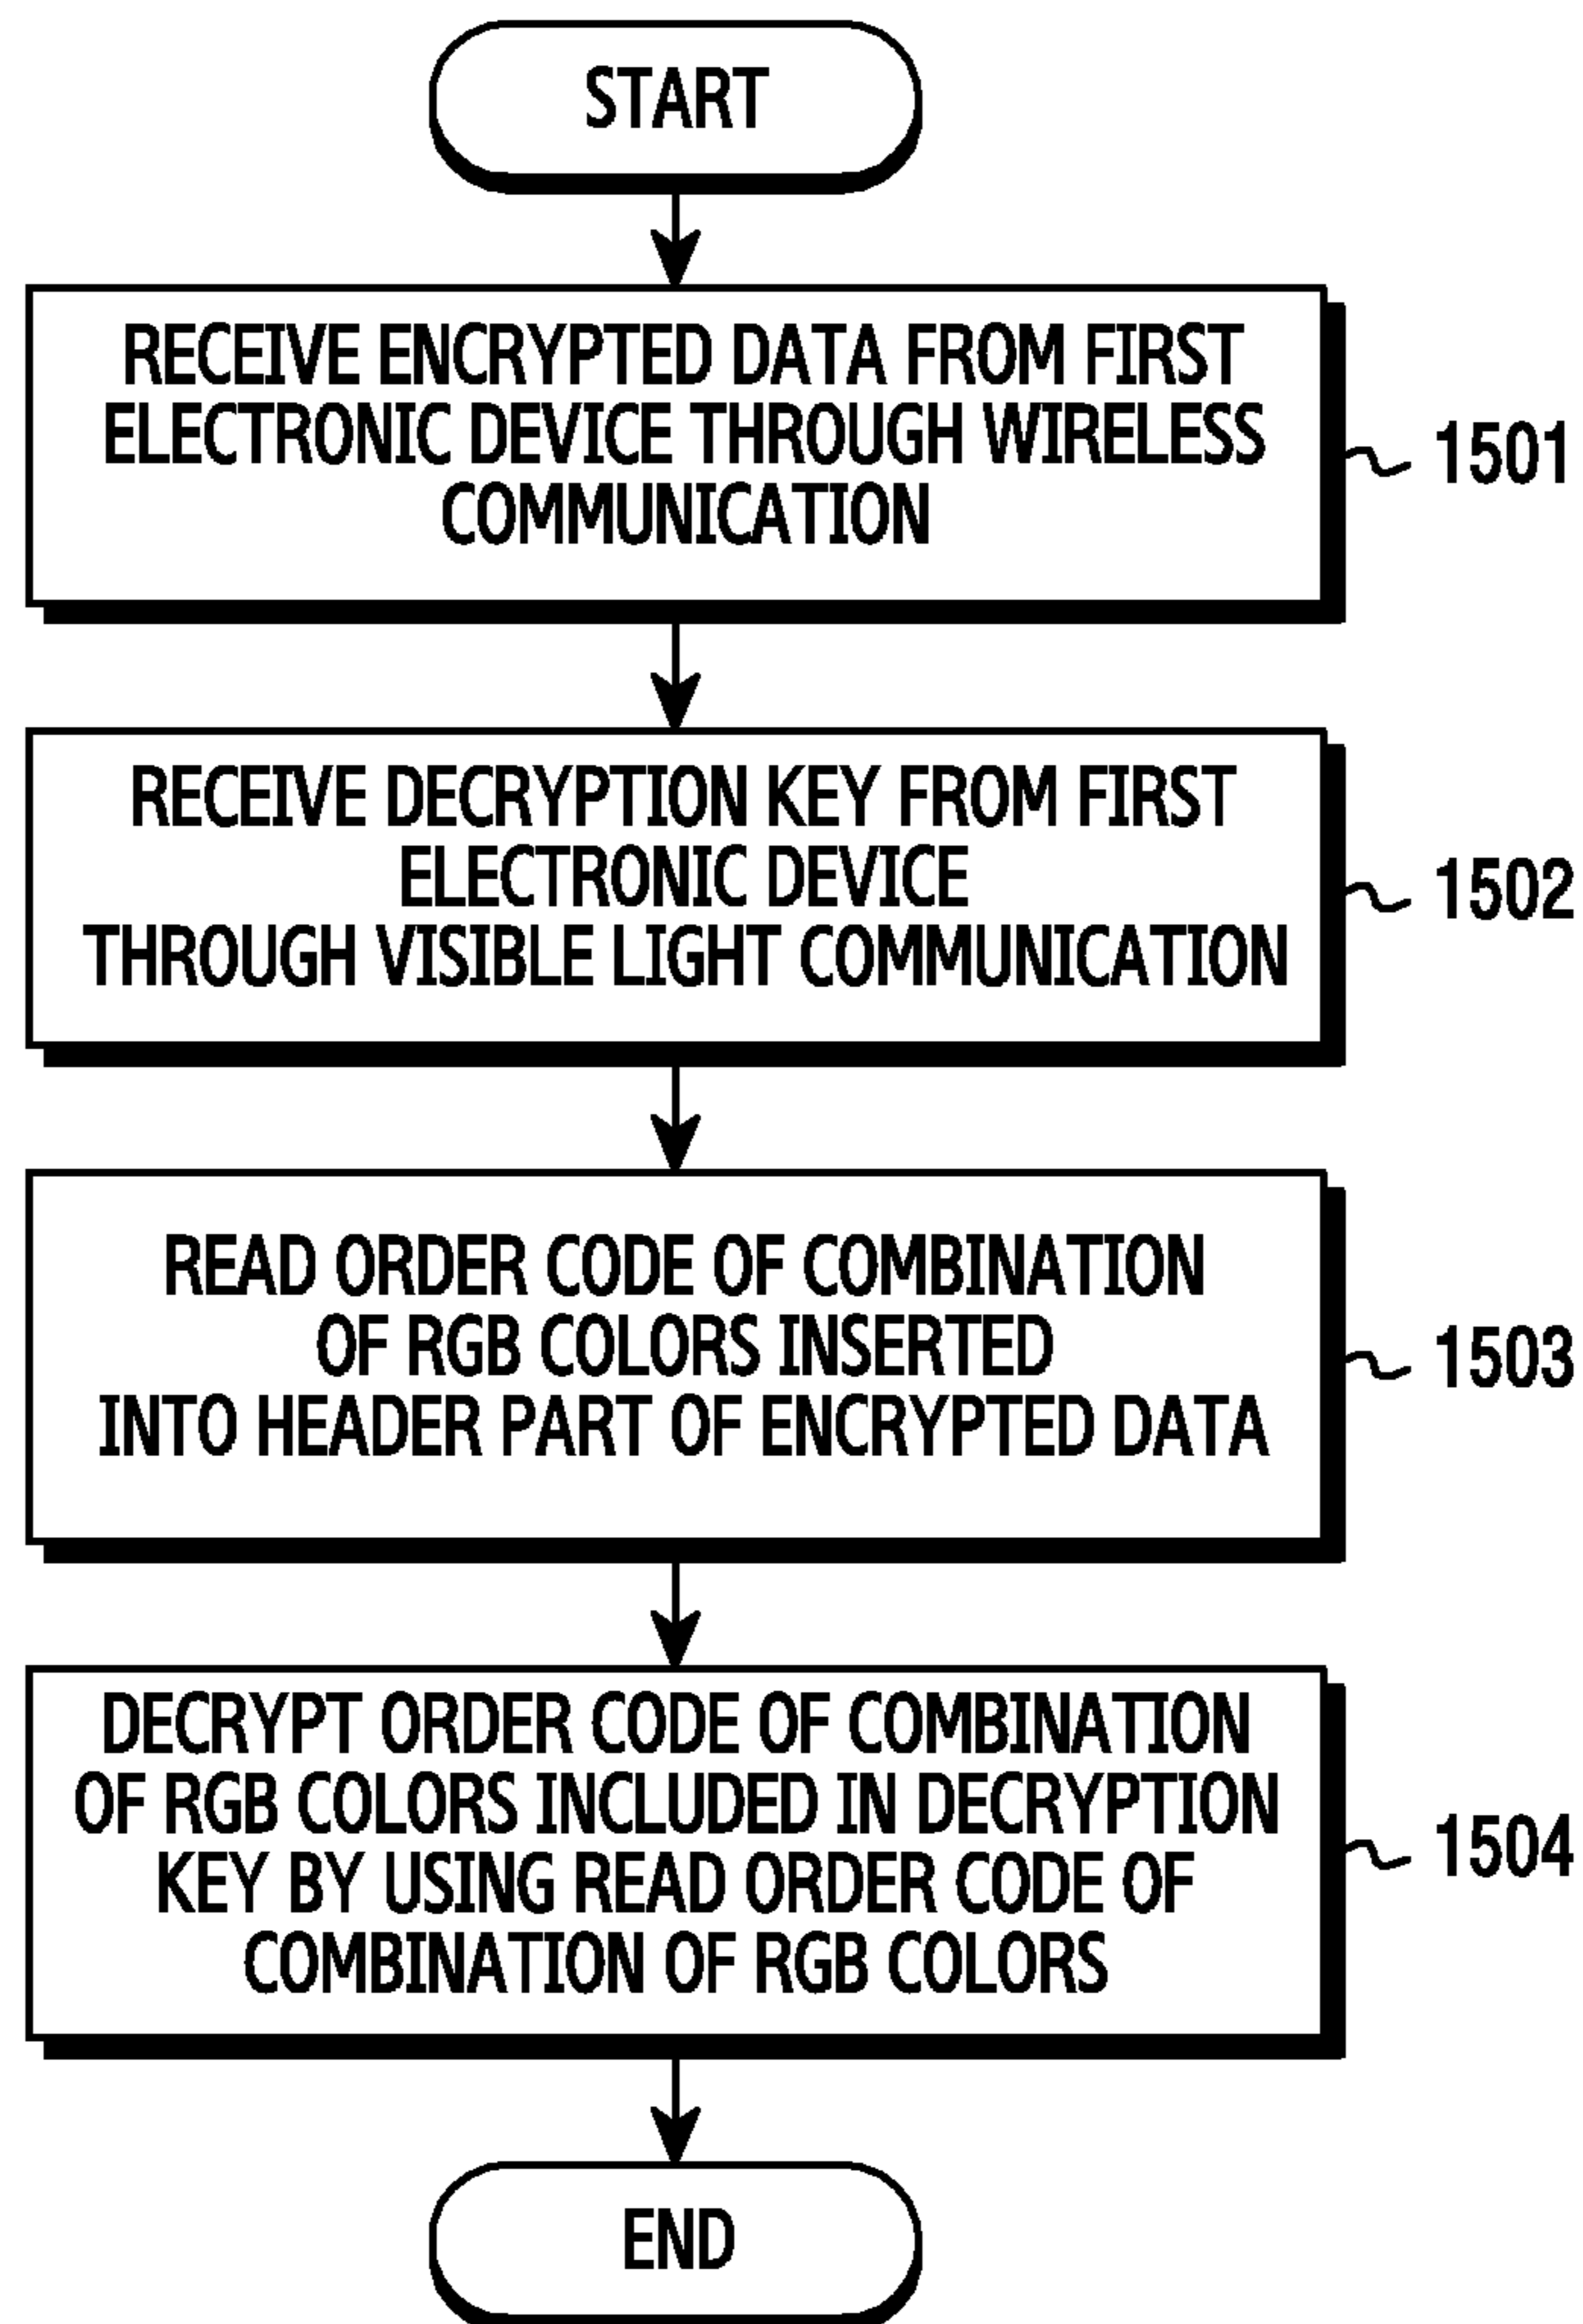 START
RECEIVE ENCRYPTED DATA FROM FIRST
ELECTRONIC DEVICE THROUGH WIRELESS
COMMUNICATION
1501
RECEIVE DECRYPTION KEY FROM FIRST
ELECTRONIC DEVICE
THROUGH VISIBLE LIGHT COMMUNICATION
1502
READ ORDER CODE OF COMBINATION
OF RGB COLORS INSERTED
INTO HEADER PART OF ENCRYPTED DATA
1503
DECRYPT ORDER CODE OF COMBINATION
OF RGB COLORS INCLUDED IN DECRYPTION
KEY BY USING READ ORDER CODE OF
COMBINATION OF RGB COLORS
1504
END